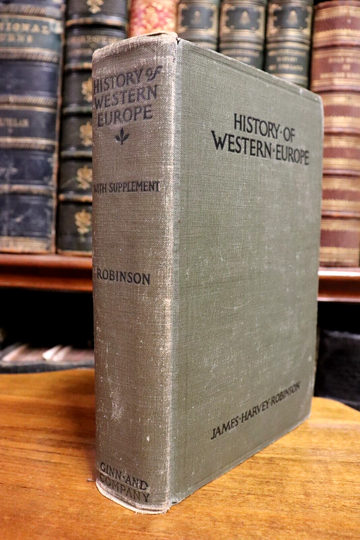 HISTORY of
WESTERN
EUROPE
WITH SUPPLEMENT
ROBINSON
GINN·AND
COMPANY
HISTORY·OF
WESTERN·EUROPE
JAMES·HARVEY·ROBINSON